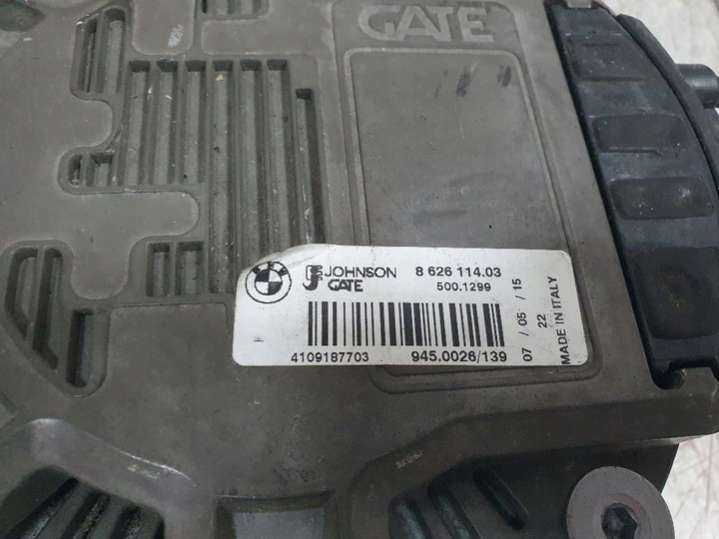 GATE
JOHNSON 8 626 114.03
GATE 500.1299
4109187703 945.0026/139
07 / 05 / 15
22
MADE IN ITALY